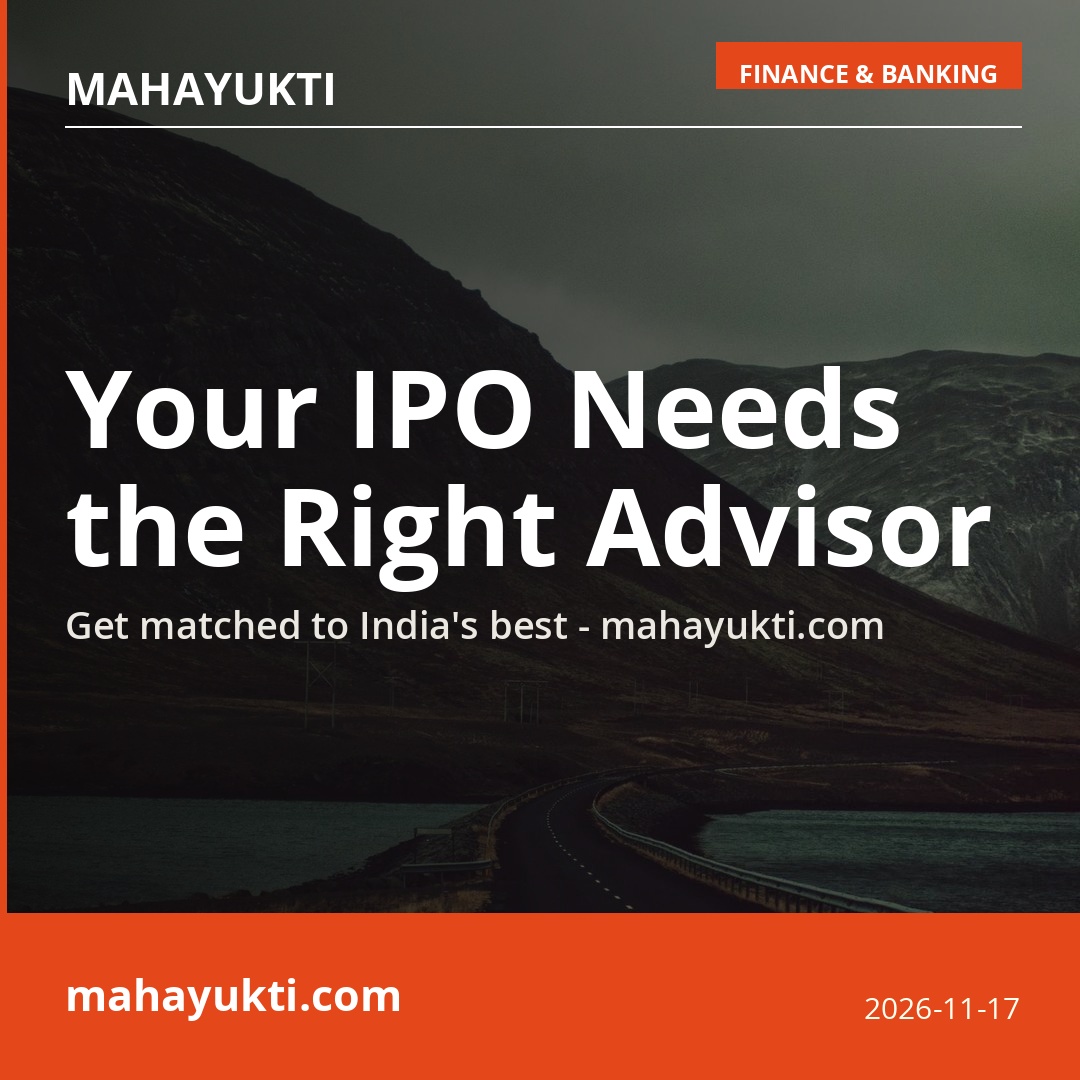 MAHAYUKTI
FINANCE & BANKING
Your IPO Needs
the Right Advisor
Get matched to India's best - mahayukti.com
mahayukti.com
2026-11-17